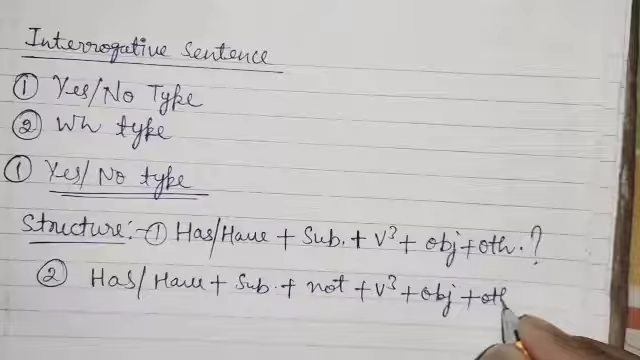 Interrogative Sentence
① Yes/No Type
② Wh type
① Yes/No type
Structure:-① Has/Have + Sub. + V³ + obj + oth. ?
② Has/Have + Sub. + not + V³ + obj + oth